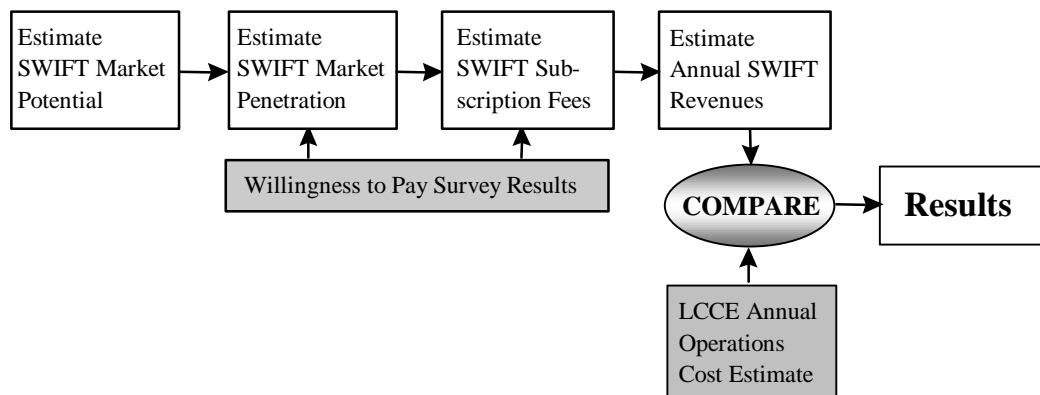 Estimate
SWIFT Market
Potential
Estimate
SWIFT Market
Penetration
Estimate
SWIFT Sub-
scription Fees
Estimate
Annual SWIFT
Revenues
Willingness to Pay Survey Results
COMPARE
Results
LCCE Annual
Operations
Cost Estimate